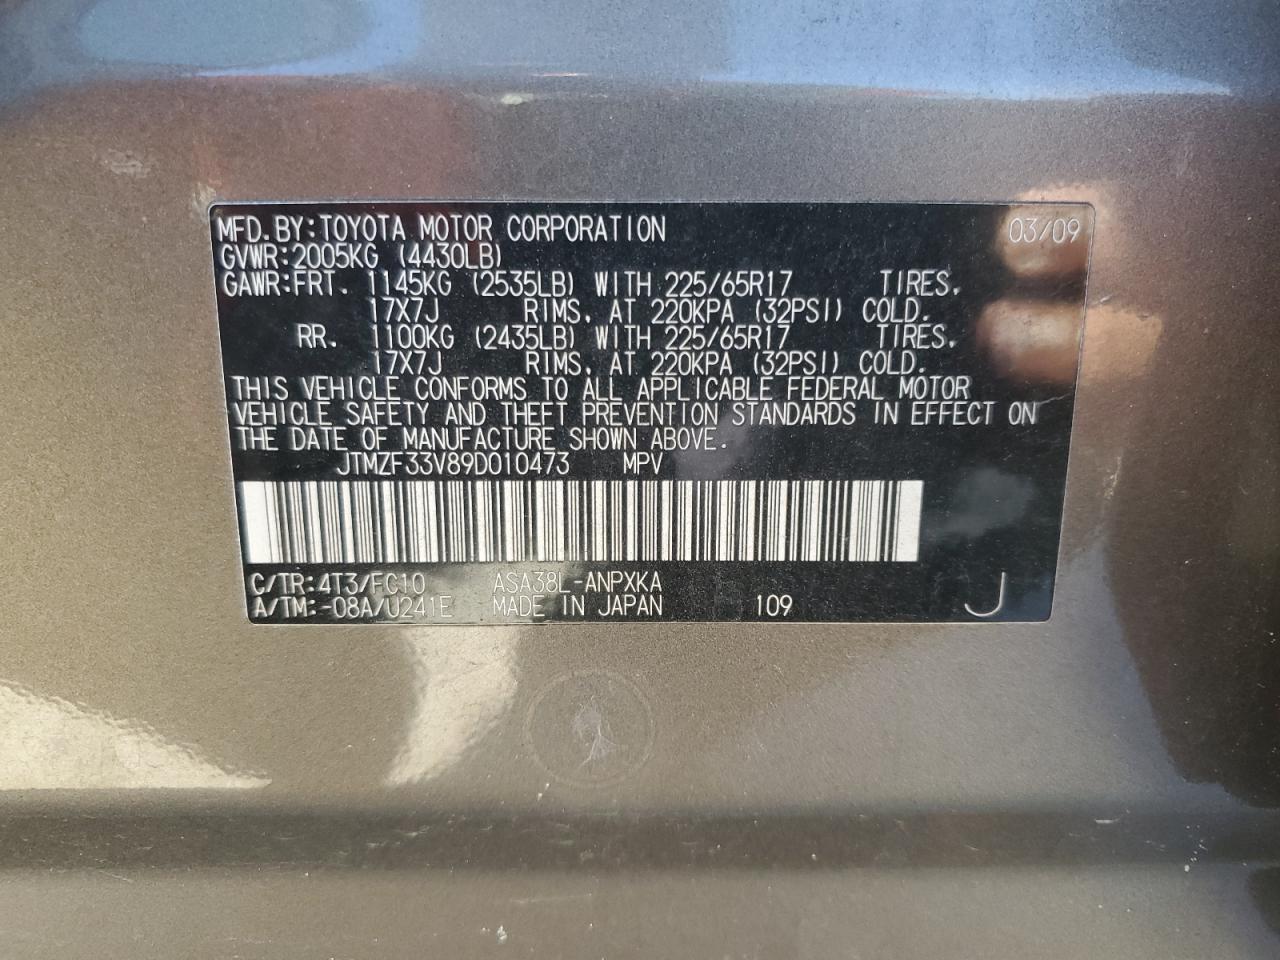 MFD.BY:TOYOTA MOTOR CORPORATION 03/09
GVWR:2005KG (4430LB)
GAWR:FRT. 1145KG (2535LB) WITH 225/65R17 TIRES,
17X7J RIMS, AT 220KPA (32PSI) COLD.
RR. 1100KG (2435LB) WITH 225/65R17 TIRES,
17X7J RIMS, AT 220KPA (32PSI) COLD.
THIS VEHICLE CONFORMS TO ALL APPLICABLE FEDERAL MOTOR
VEHICLE SAFETY AND THEFT PREVENTION STANDARDS IN EFFECT ON
THE DATE OF MANUFACTURE SHOWN ABOVE.
JTMZF33V89D010473 MPV
C/TR:4T3/FC10 ASA38L-ANPXKA
A/TM:-08A/U241E MADE IN JAPAN 109 J